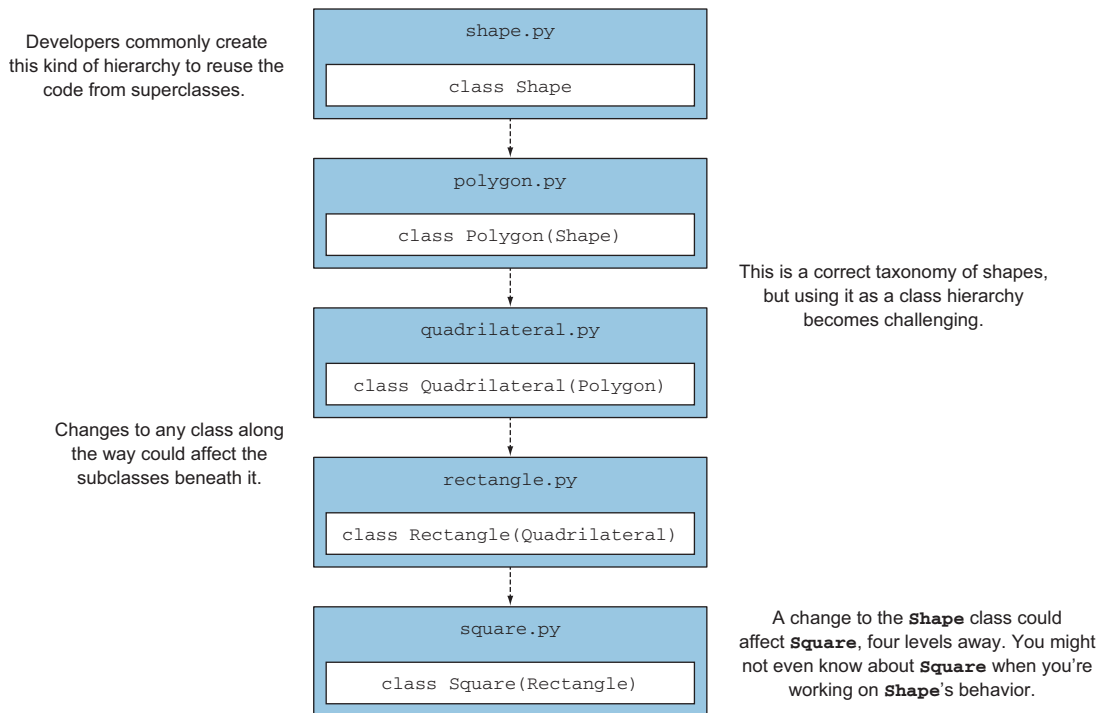 Developers commonly create
this kind of hierarchy to reuse the
code from superclasses.
shape.py
class Shape
polygon.py
class Polygon(Shape)
This is a correct taxonomy of shapes,
but using it as a class hierarchy
becomes challenging.
quadrilateral.py
class Quadrilateral(Polygon)
Changes to any class along
the way could affect the
subclasses beneath it.
rectangle.py
class Rectangle(Quadrilateral)
square.py
class Square(Rectangle)
A change to the Shape class could
affect Square, four levels away. You might
not even know about Square when you’re
working on Shape’s behavior.